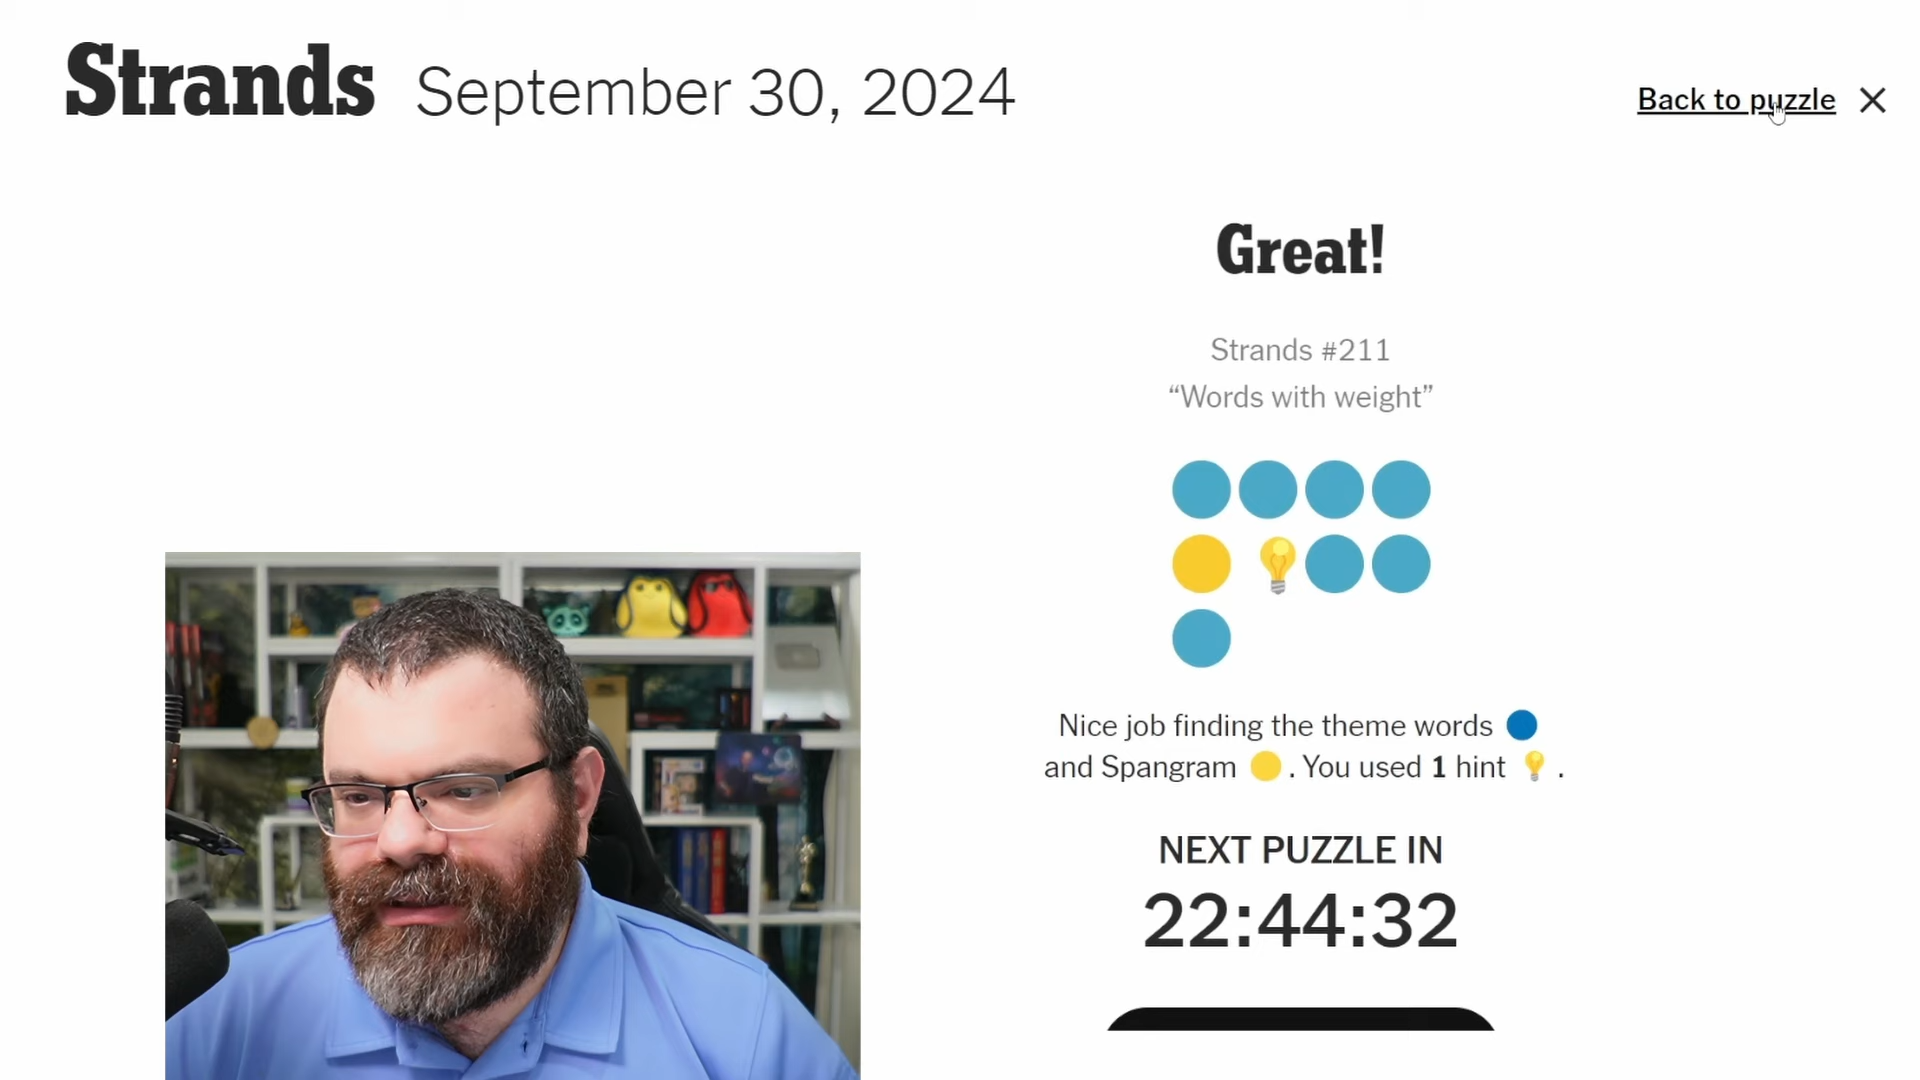 Strands September 30, 2024
Back to puzzle
Great!
Strands #211
“Words with weight”
Nice job finding the theme words
and Spangram . You used 1 hint .
NEXT PUZZLE IN
22:44:32